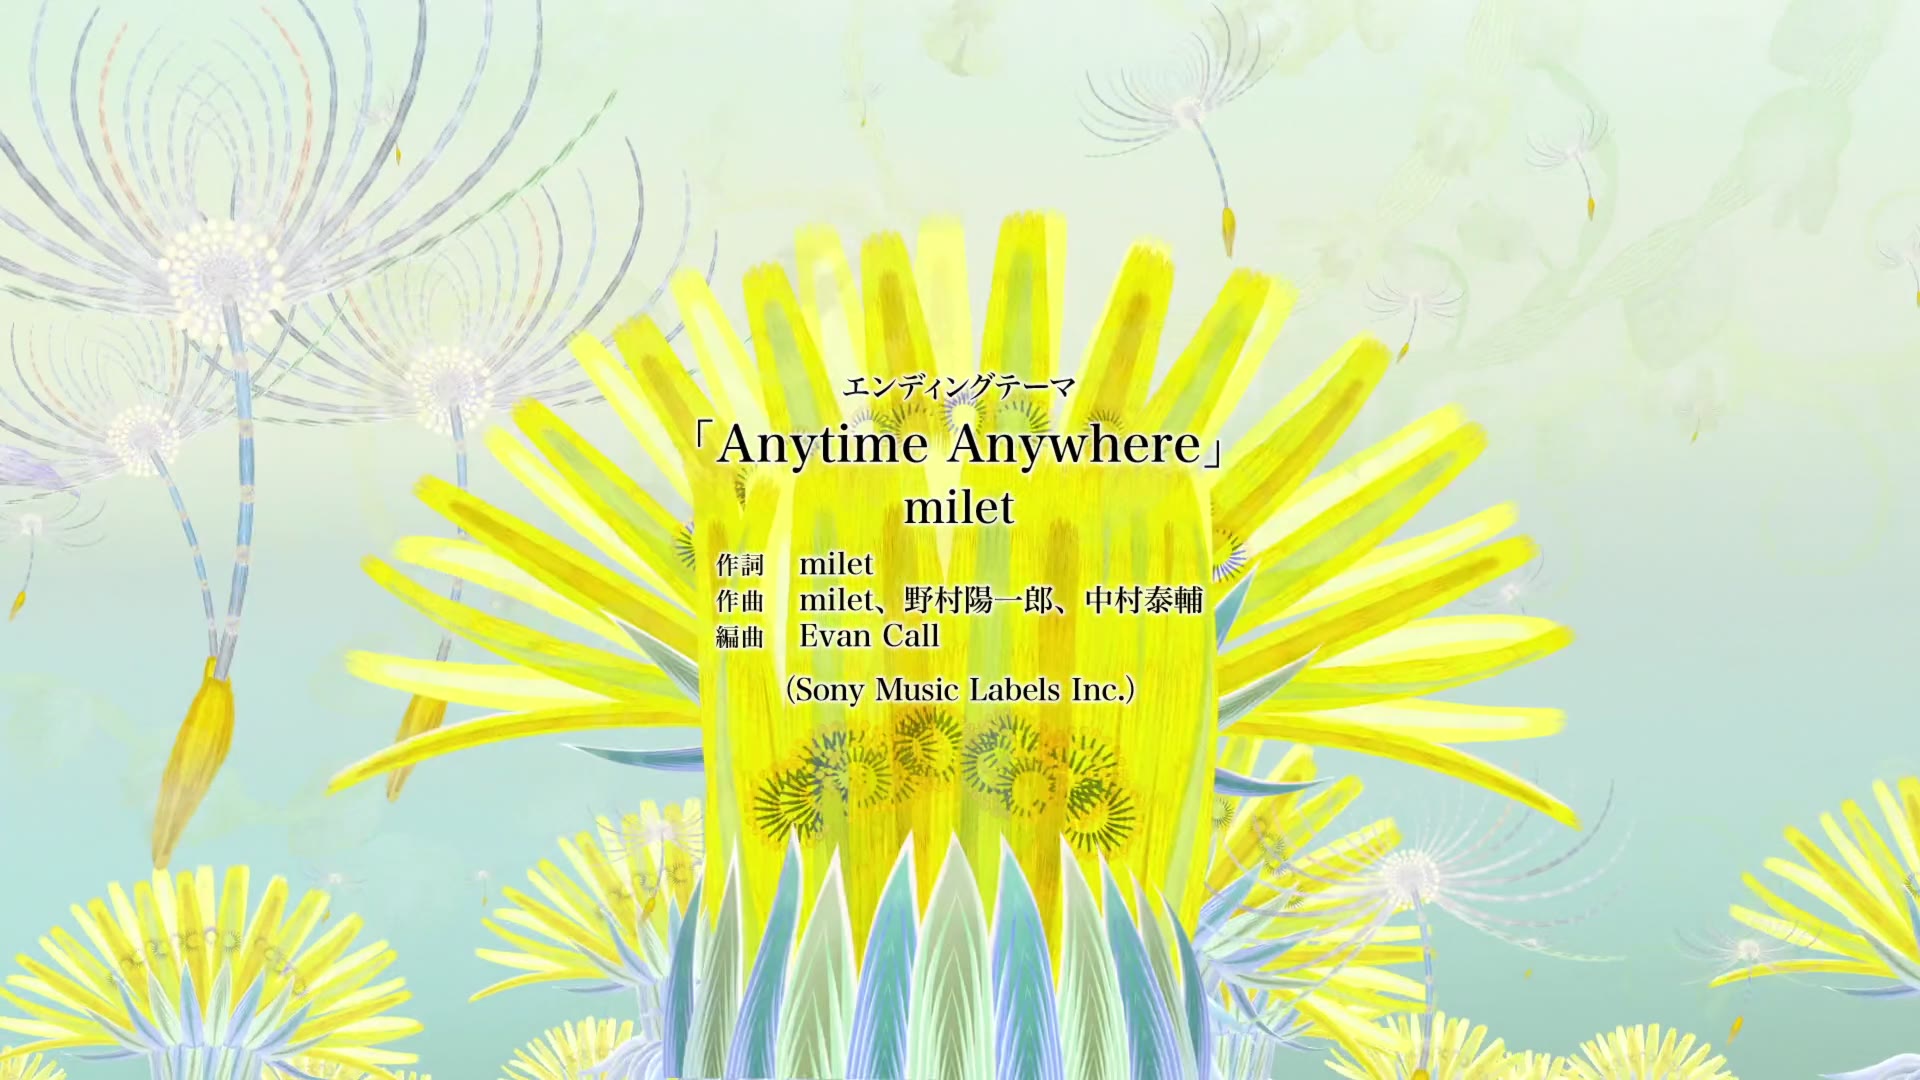 エンディングテーマ
「Anytime Anywhere」
milet
作詞 milet
作曲 milet、野村陽一郎、中村泰輔
編曲 Evan Call
(Sony Music Labels Inc.)